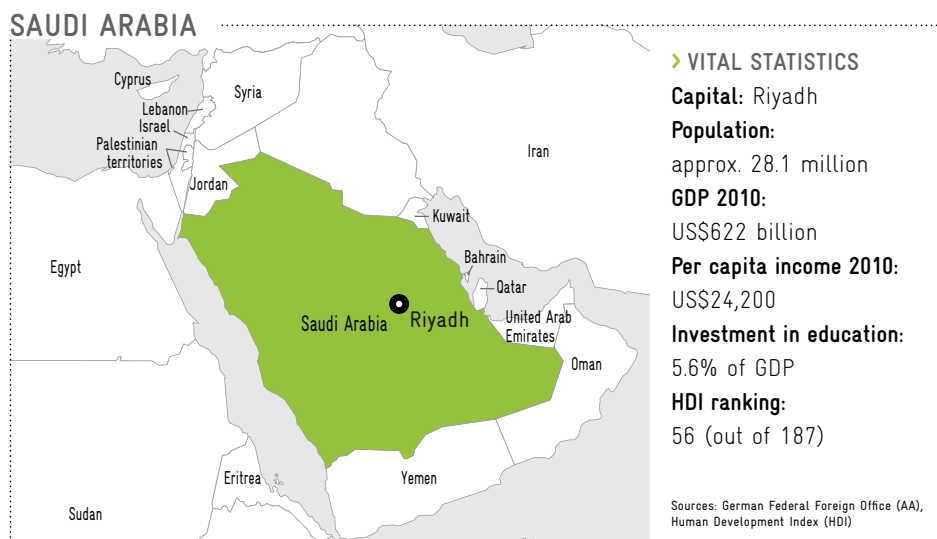 SAUDI ARABIA
Cyprus
Syria
Lebanon
Israel
Palestinian
territories
Iran
Jordan
Kuwait
Bahrain
Egypt
Qatar
United Arab
Emirates
Saudi Arabia
Riyadh
Oman
Eritrea
Yemen
Sudan
› VITAL STATISTICS
Capital: Riyadh
Population:
approx. 28.1 million
GDP 2010:
US$622 billion
Per capita income 2010:
US$24,200
Investment in education:
5.6% of GDP
HDI ranking:
56 (out of 187)
Sources: German Federal Foreign Office (AA),
Human Development Index (HDI)